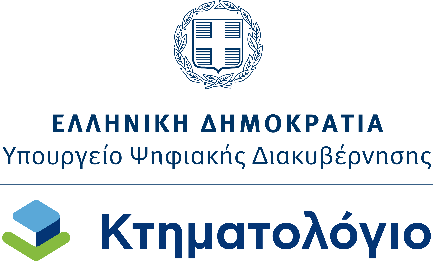 ΕΛΛΗΝΙΚΗ ΔΗΜΟΚΡΑΤΙΑ
Υπουργείο Ψηφιακής Διακυβέρνησης
Κτηματολόγιο